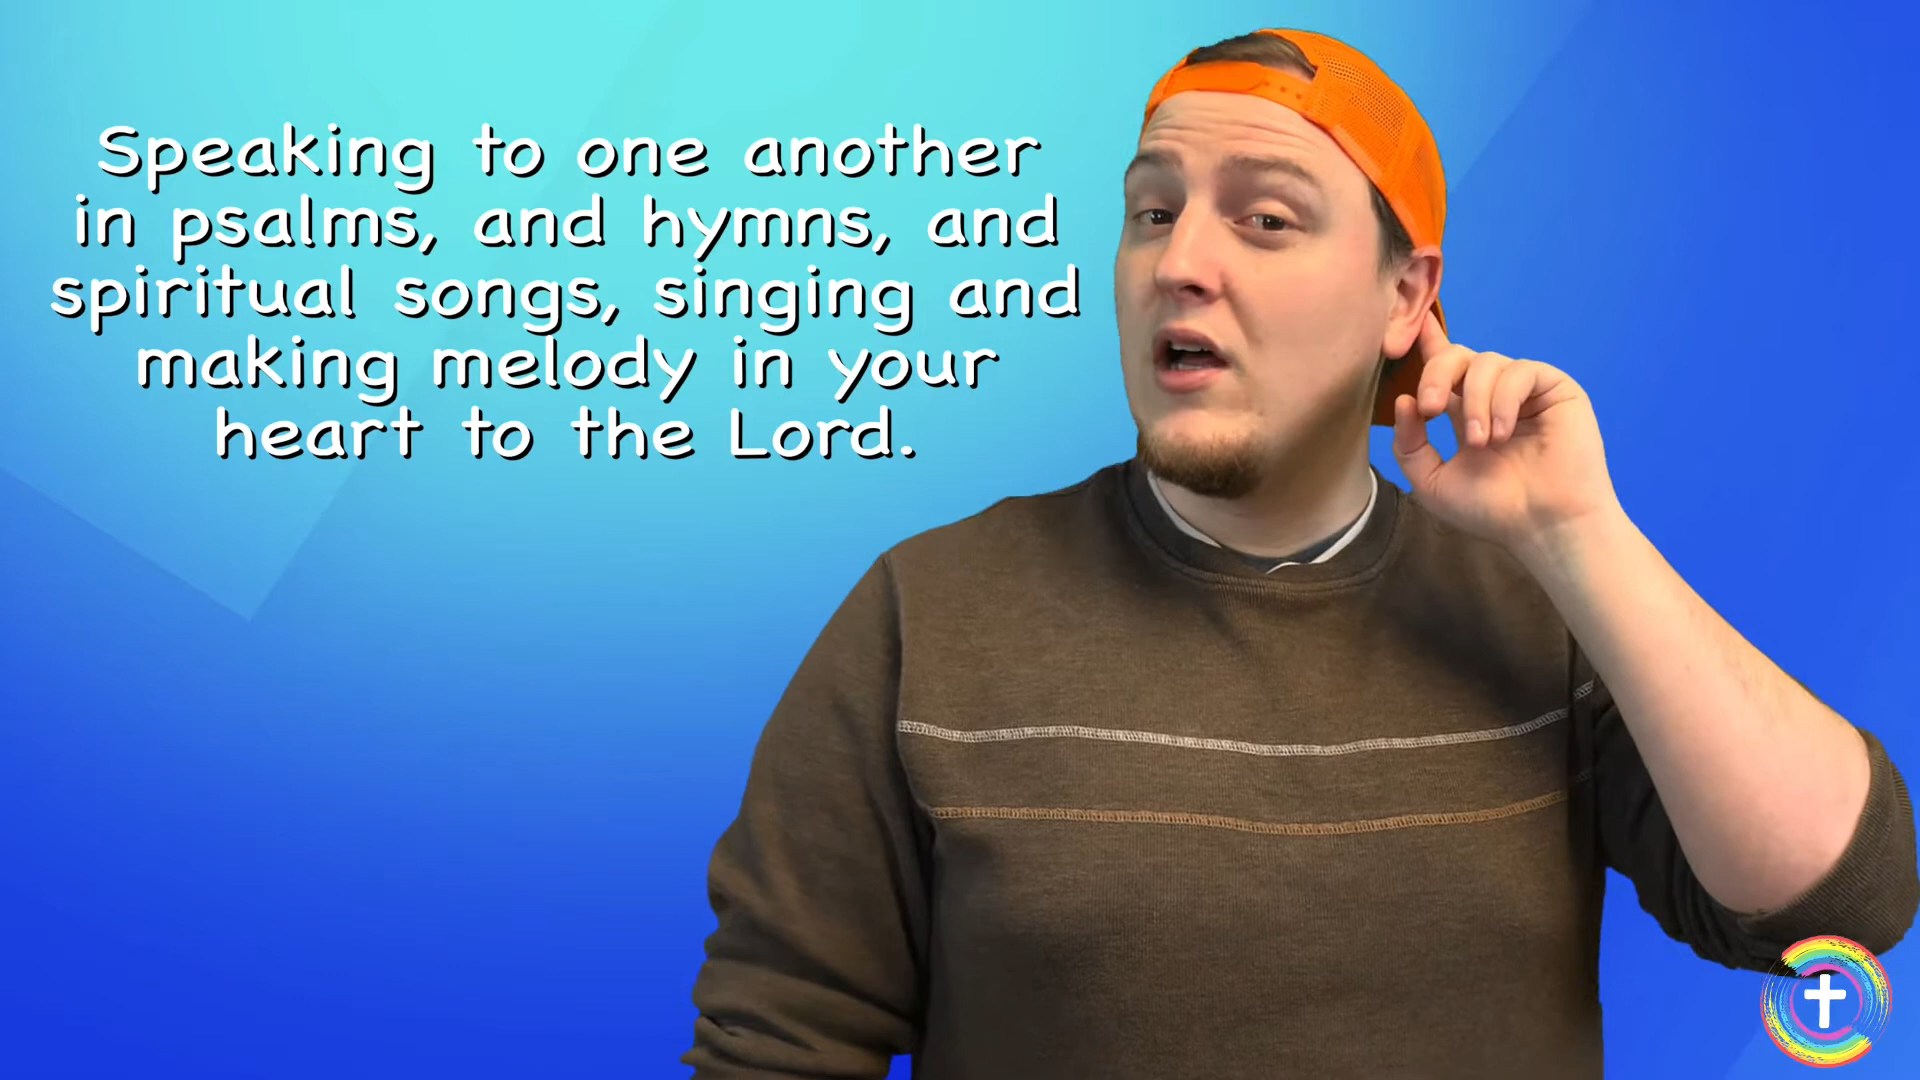 Speaking to one another
in psalms, and hymns, and
spiritual songs, singing and
making melody in your
heart to the Lord.